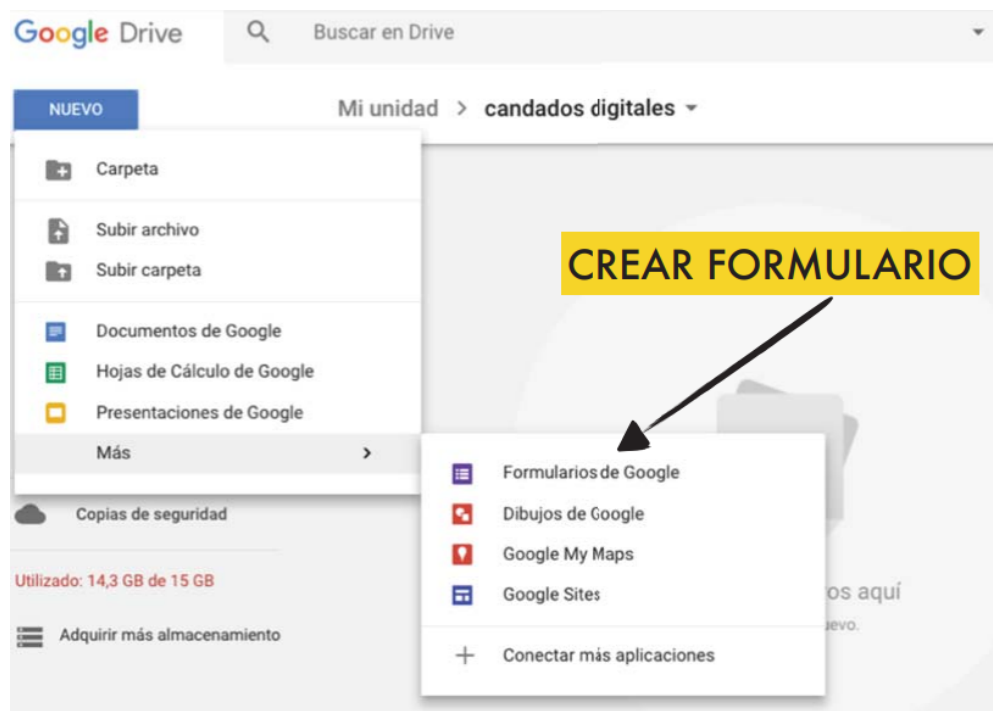 Google Drive
Buscar en Drive
NUEVO
Mi unidad > candados digitales
Carpeta
Subir archivo
Subir carpeta
CREAR FORMULARIO
Documentos de Google
Hojas de Cálculo de Google
Presentaciones de Google
Más
Formularios de Google
Copias de seguridad
Dibujos de Google
Google My Maps
Utilizado: 14,3 GB de 15 GB
Google Sites
aquí
Adquirir más almacenamiento
Conectar más aplicaciones